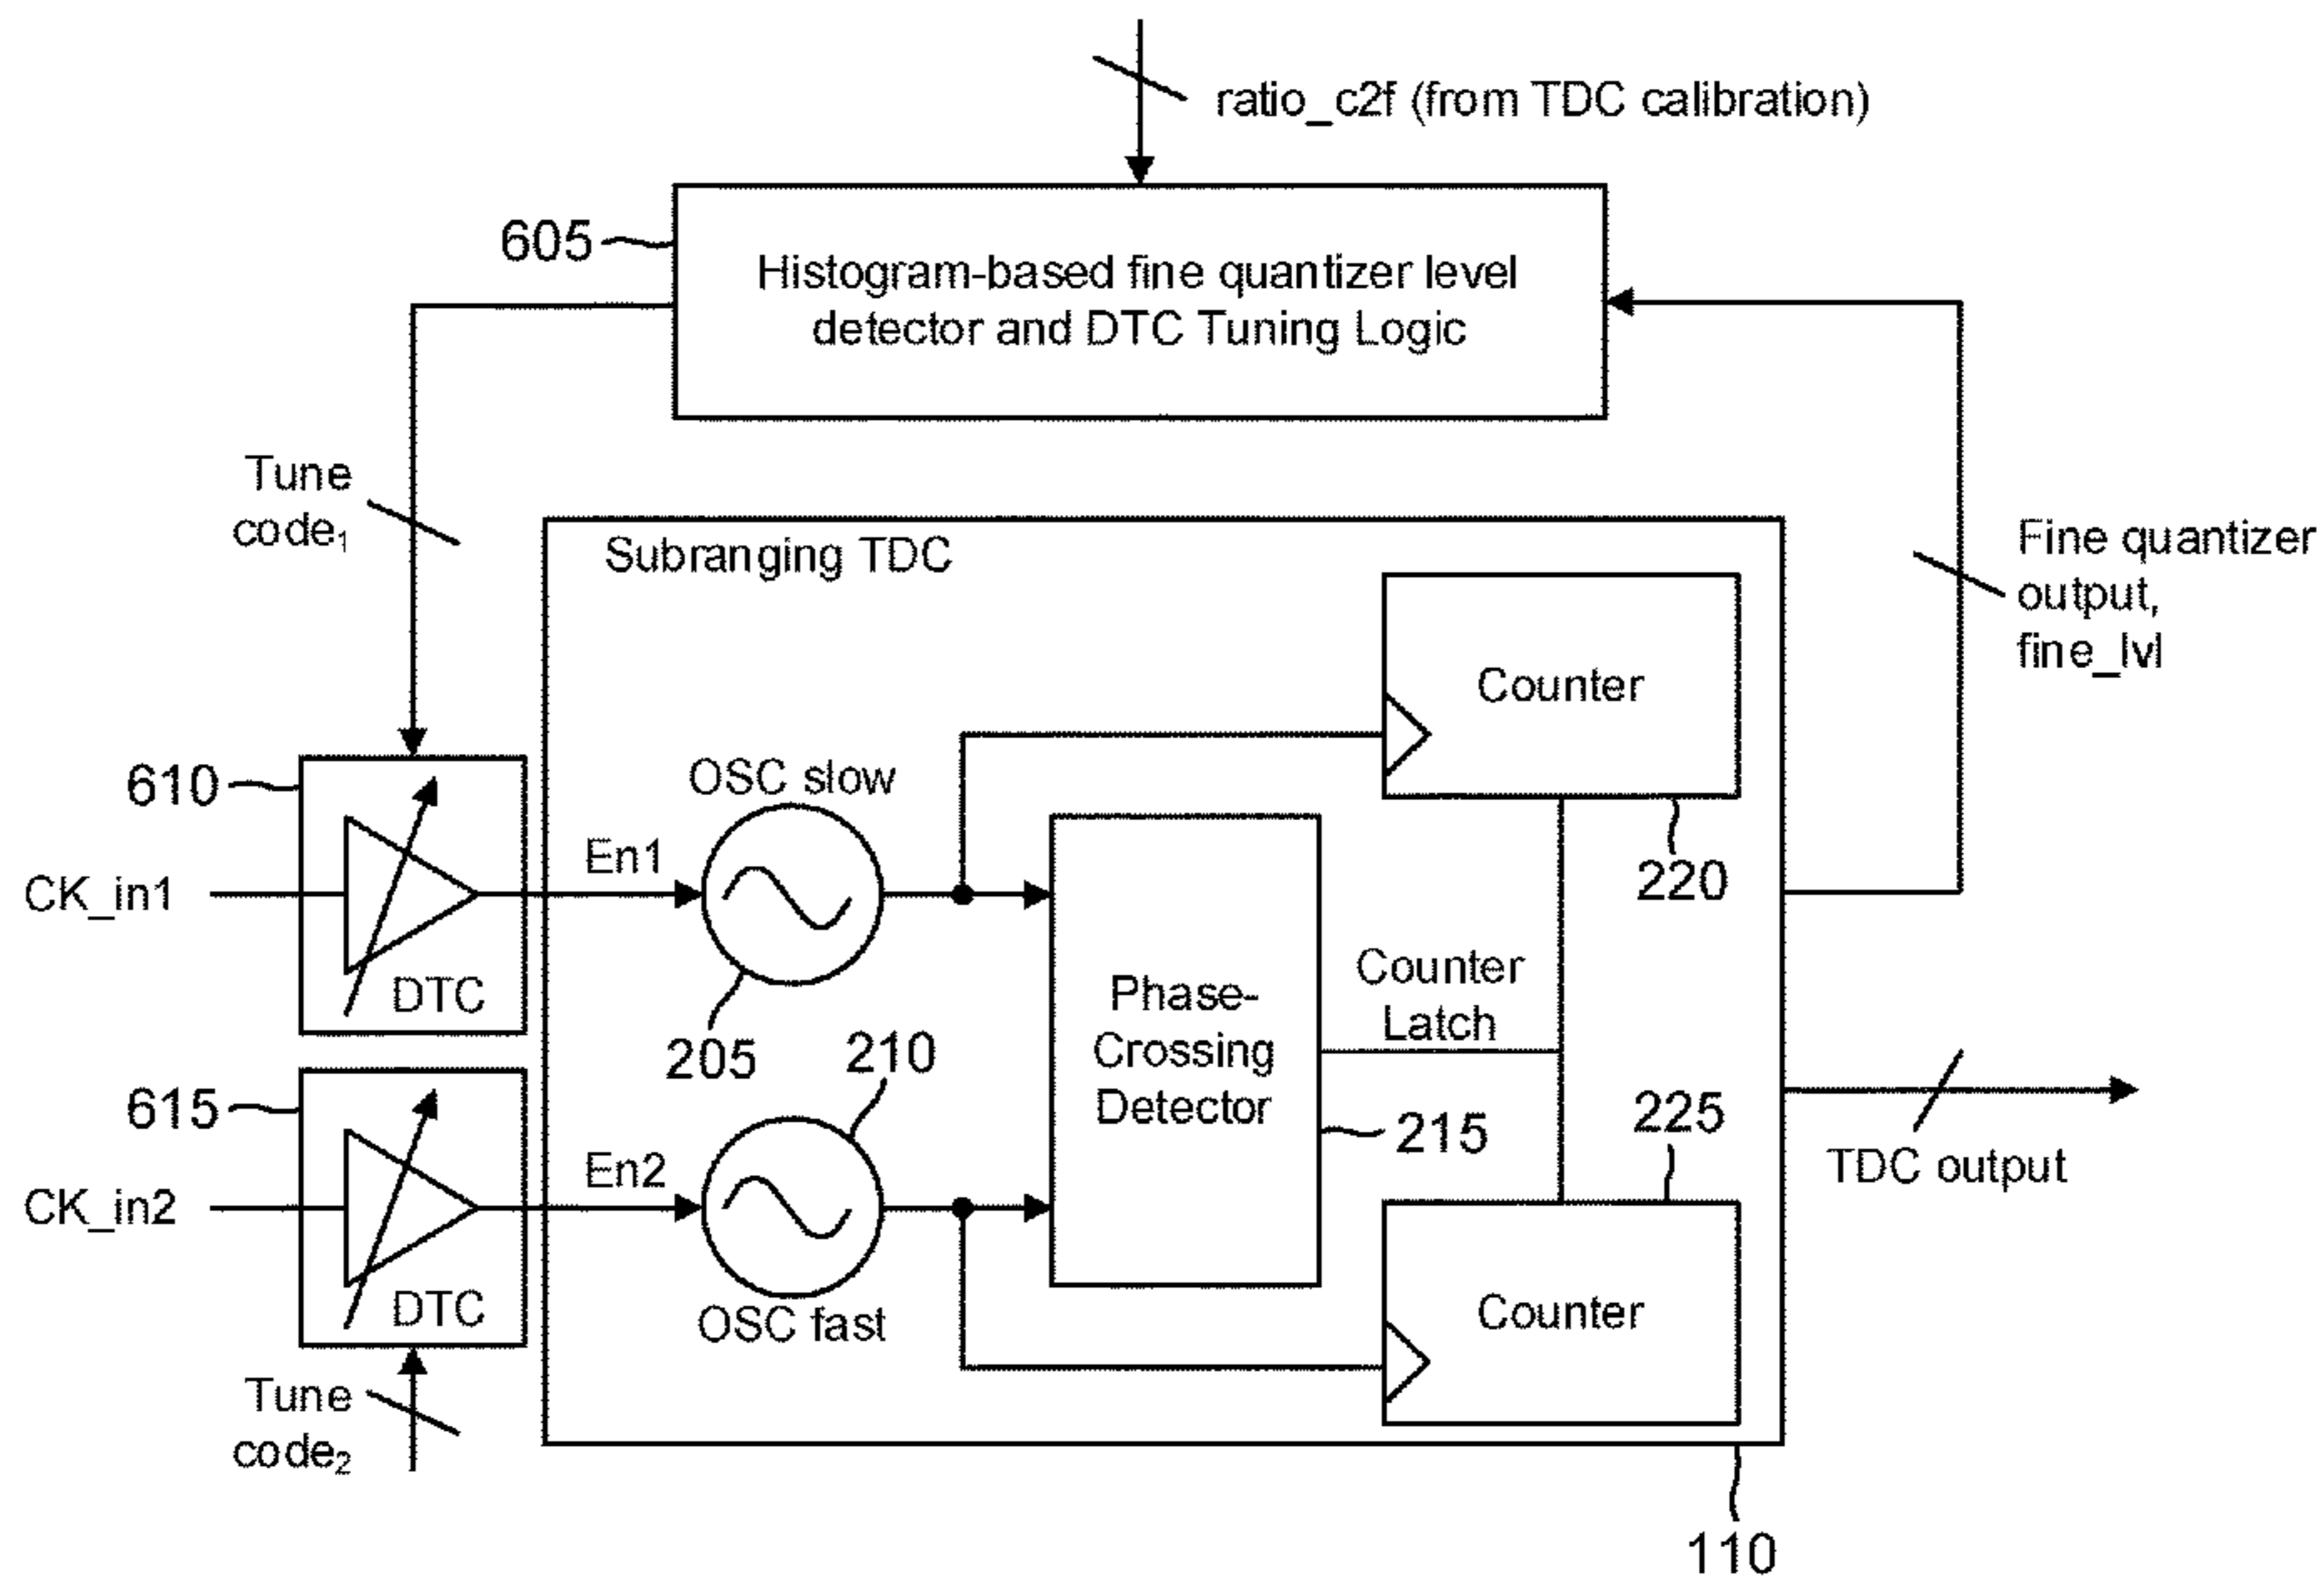 ratio_c2f (from TDC calibration)
605
Histogram-based fine quantizer level
detector and DTC Tuning Logic
Tune
code1
Fine quantizer
output,
fine_lvl
Subranging TDC
Counter
220
610
OSC slow
En1
CK_in1
DTC
205
210
Phase-
Crossing
Detector
Counter
Latch
215
225
615
En2
CK_in2
DTC
OSC fast
Counter
TDC output
Tune
code2
110